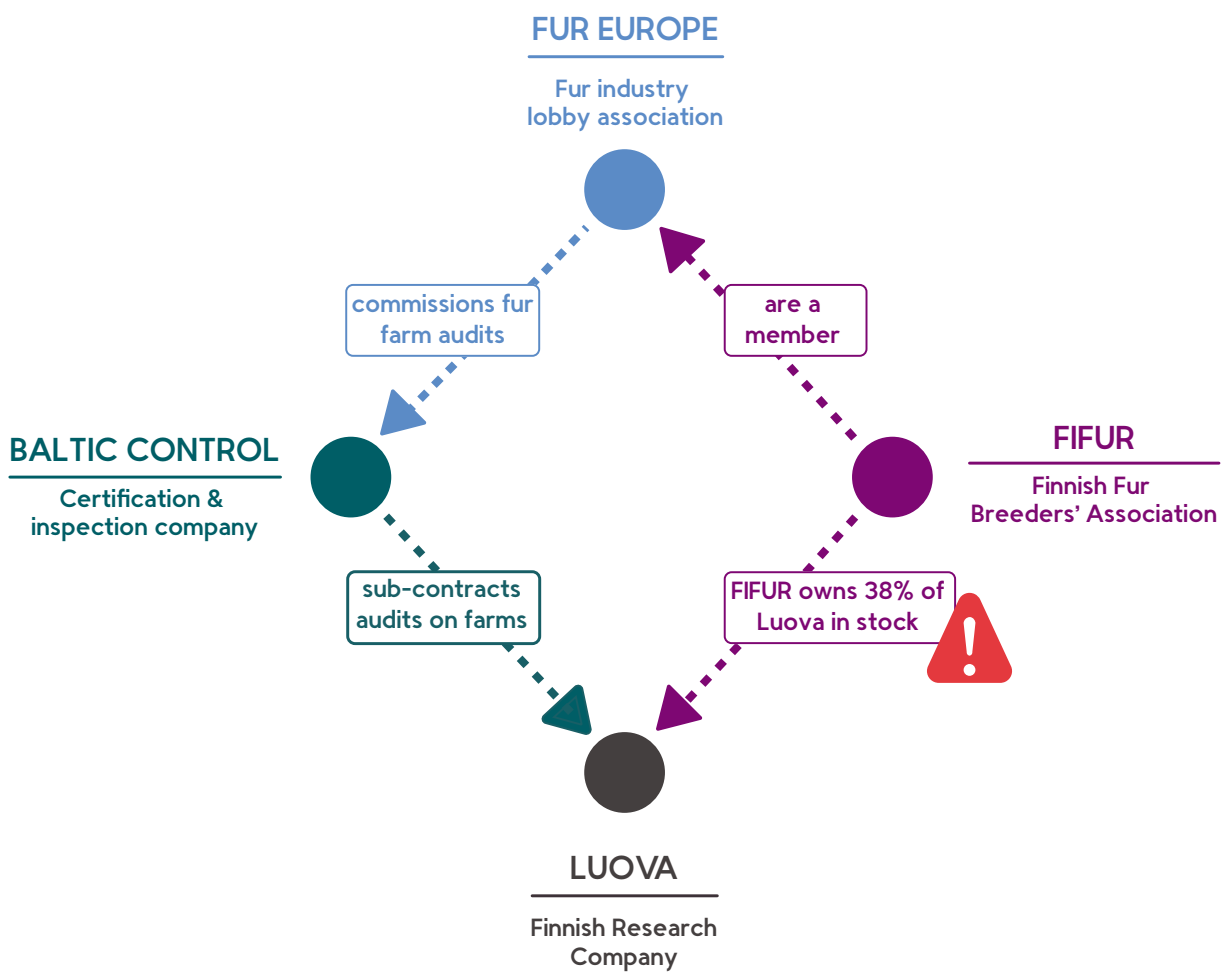 FUR EUROPE
Fur industry
lobby association
commissions fur
farm audits
are a
member
BALTIC CONTROL
Certification &
inspection company
FIFUR
Finnish Fur
Breeders’ Association
sub-contracts
audits on farms
FIFUR owns 38% of
Luova in stock
LUOVA
Finnish Research
Company